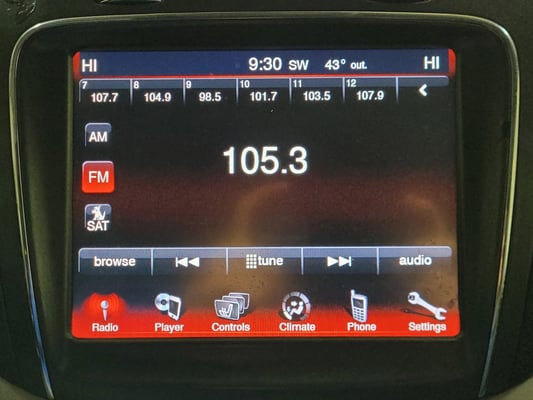 HI 9:30 SW 43° out. HI
7 8 9 10 11 12
107.7 104.9 98.5 101.7 103.5 107.9
AM
105.3
FM
SAT
browse tune audio
Radio Player Controls Climate Phone Settings